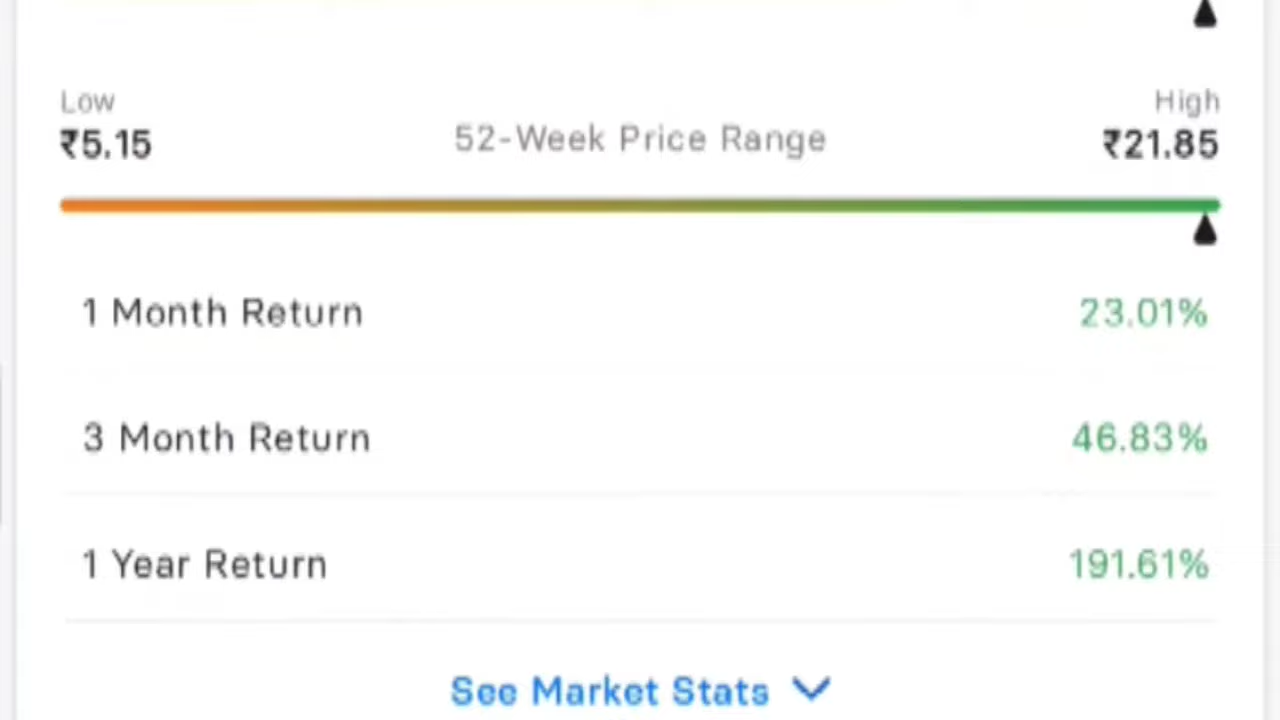 Low High
₹5.15 52-Week Price Range ₹21.85
1 Month Return 23.01%
3 Month Return 46.83%
1 Year Return 191.61%
See Market Stats